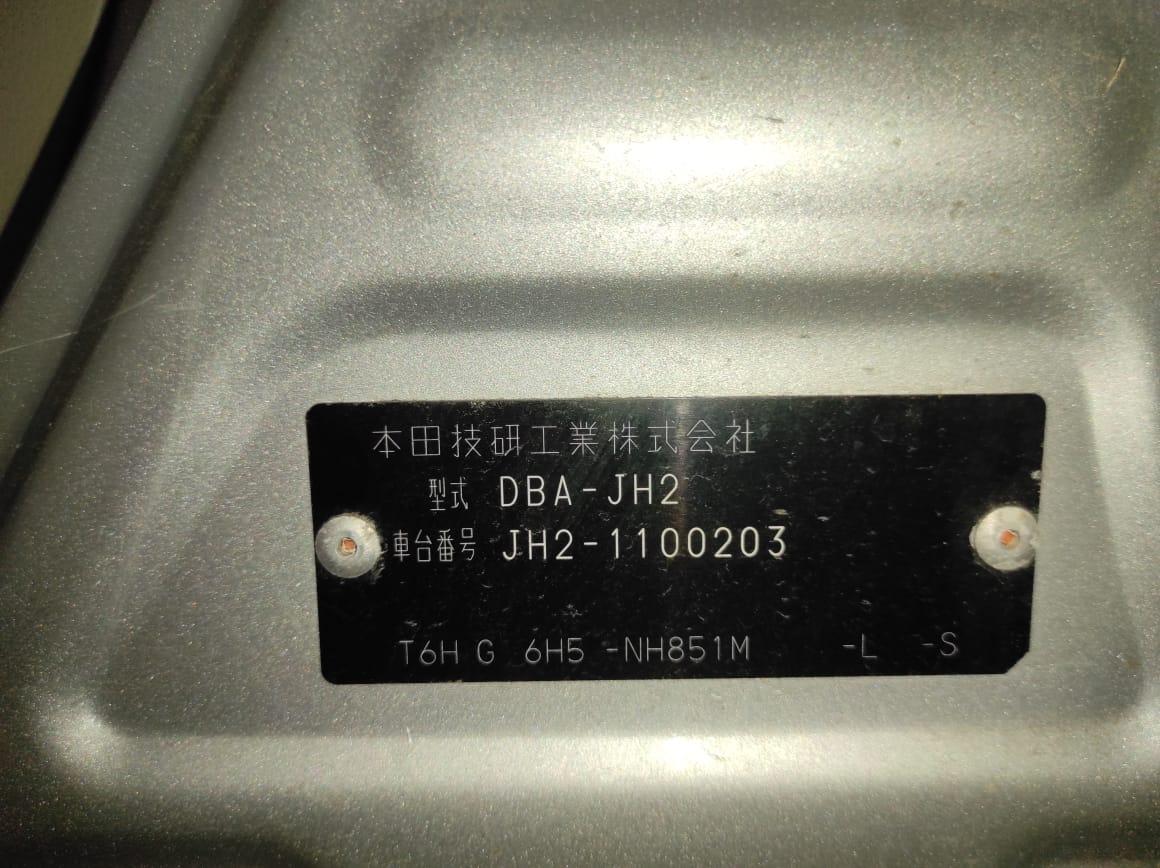 本田技研工業株式会社
型式 DBA-JH2
車台番号 JH2-1100203
T6H G 6H5 -NH851M -L -S